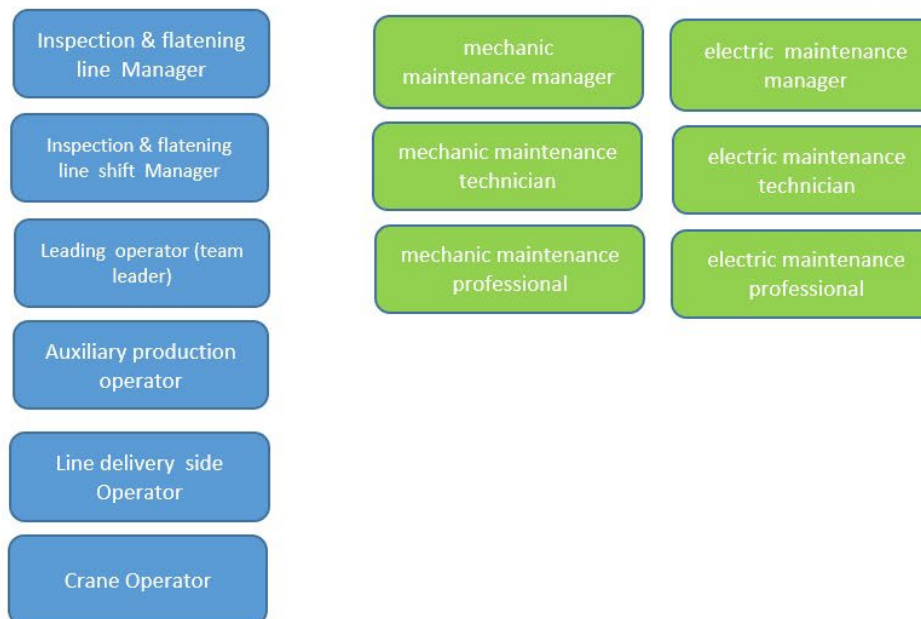 Inspection & flatening
line Manager
Inspection & flatening
line shift Manager
Leading operator (team
leader)
Auxiliary production
operator
Line delivery side
Operator
Crane Operator
mechanic
maintenance manager
mechanic maintenance
technician
mechanic maintenance
professional
electric maintenance
manager
electric maintenance
technician
electric maintenance
professional